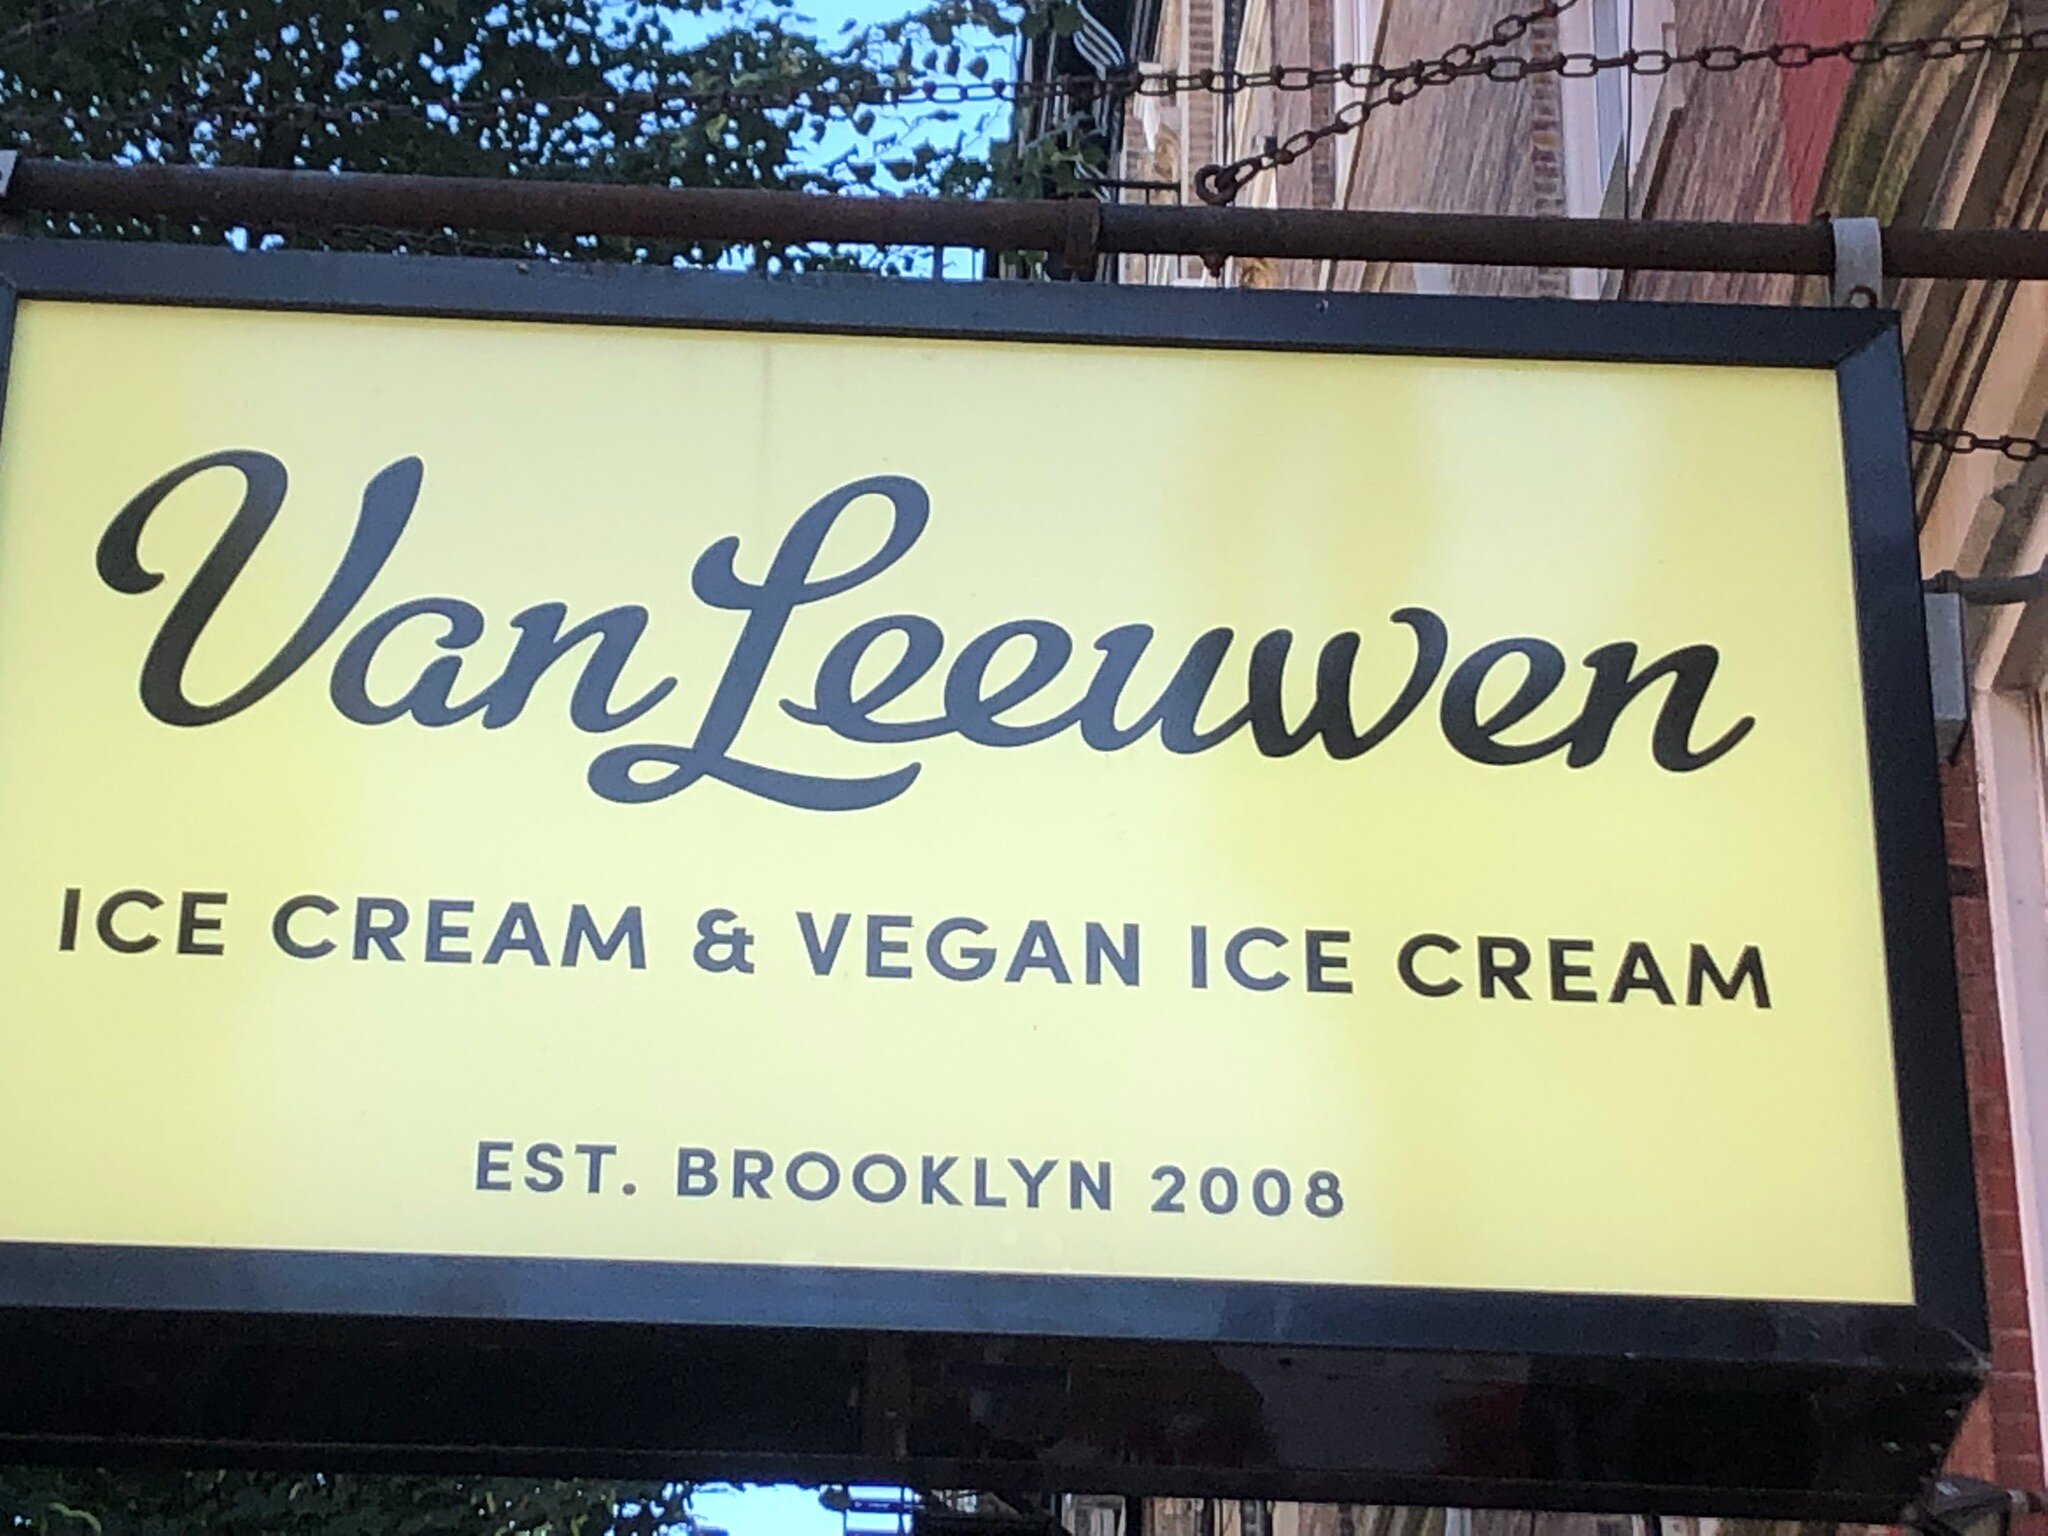 Van Leeuwen
ICE CREAM & VEGAN ICE CREAM
EST. BROOKLYN 2008